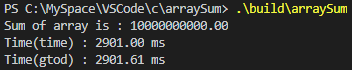 PS C:\MySpace\VSCode\c\arraySum> .\build\arraySum
Sum of array is : 10000000000.00
Time(time) : 2901.00 ms
Time(gtod) : 2901.61 ms